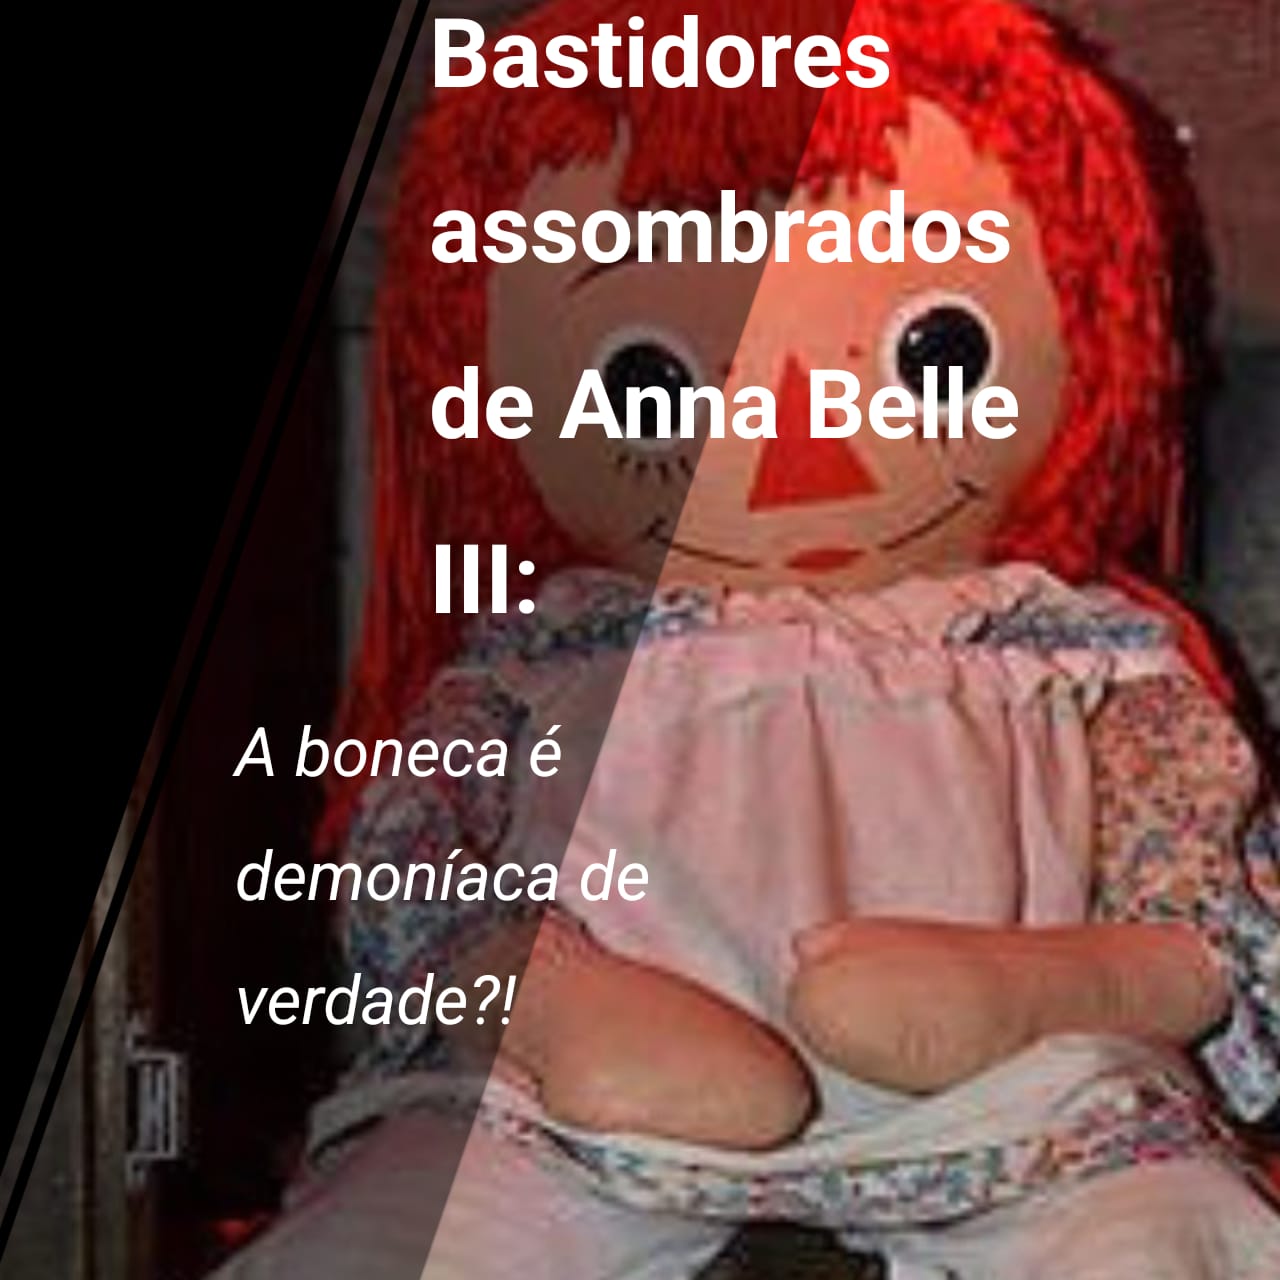 Bastidores
assombrados
de Anna Belle
III:
A boneca é
demoníaca de
verdade?!